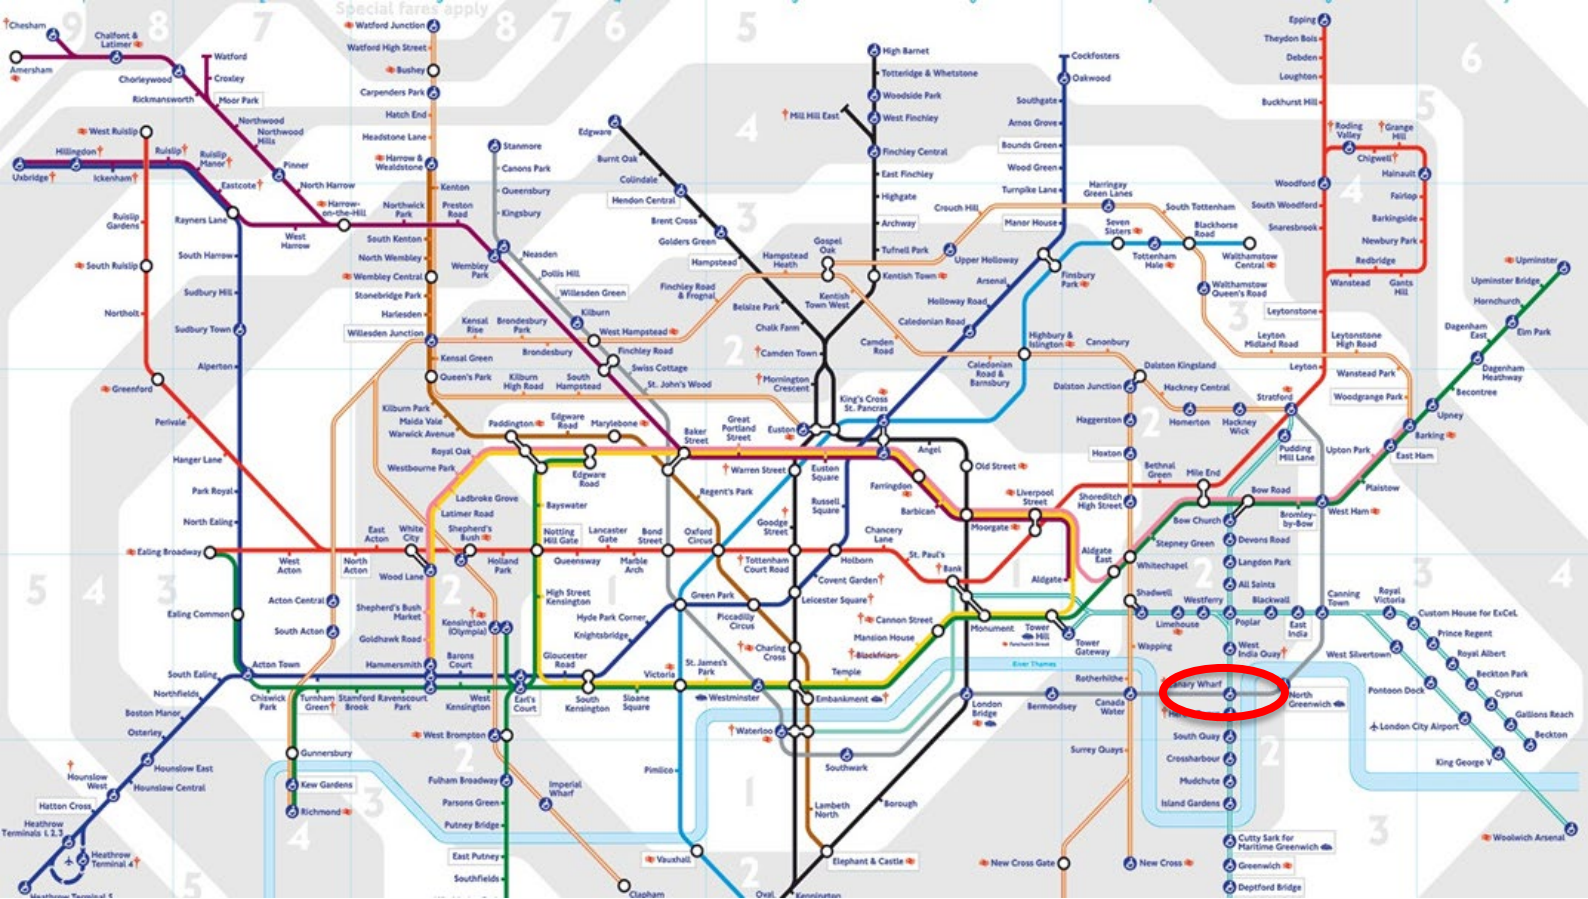 Special fares apply
9
8
7
8
7
6
5
6
†Chesham
Chalfont &
Latimer
Watford
Croxley
Amersham
Chorleywood
Rickmansworth
Moor Park
Northwood
Northwood
Hills
Pinner
North Harrow
Harrow-
on-the-Hill
West
Harrow
West Ruislip
Hillingdon†
Uxbridge†
Ickenham†
Ruislip†
Ruislip
Manor†
Eastcote†
Rayners Lane
Ruislip
Gardens
South Ruislip
Northolt
Greenford
Perivale
Hanger Lane
South Harrow
Sudbury Hill
Sudbury Town
Alperton
Park Royal
North Ealing
Ealing Broadway
Ealing Common
South Ealing
Northfields
Boston Manor
Osterley
Hounslow East
Hounslow Central
Hounslow
West
Hatton Cross
Heathrow
Terminals 1, 2, 3
Heathrow
Terminal 4†
Heathrow Terminal 5
Watford Junction
Watford High Street
Bushey
Carpenders Park
Hatch End
Headstone Lane
Harrow &
Wealdstone
Kenton
Northwick
Park
Preston
Road
South Kenton
North Wembley
Wembley Central
Stonebridge Park
Harlesden
Willesden Junction
Kensal Green
Queen's Park
Kilburn Park
Maida Vale
Warwick Avenue
Royal Oak
Westbourne Park
Ladbroke Grove
Latimer Road
Stanmore
Canons Park
Queensbury
Kingsbury
Wembley
Park
Neasden
Dollis Hill
Willesden Green
Kilburn
West Hampstead
Finchley Road
Swiss Cottage
St. John's Wood
Kensal
Rise
Brondesbury
Park
Brondesbury
Kilburn
High Road
South
Hampstead
Edgware
Burnt Oak
Colindale
Hendon Central
Brent Cross
Golders Green
Hampstead
Hampstead
Heath
Finchley Road
& Frognal
Belsize Park
Chalk Farm
†Camden Town
†Mornington
Crescent
High Barnet
Totteridge & Whetstone
Woodside Park
West Finchley
†Mill Hill East
Finchley Central
East Finchley
Highgate
Archway
Tufnell Park
Kentish Town
Gospel
Oak
Kentish
Town West
Camden
Road
Crouch Hill
Upper Holloway
Cockfosters
Oakwood
Southgate
Arnos Grove
Bounds Green
Wood Green
Turnpike Lane
Manor House
Harringay
Green Lanes
South Tottenham
Seven
Sisters
Blackhorse
Road
Tottenham
Hale
Walthamstow
Central
Walthamstow
Queen's Road
Finsbury
Park
Arsenal
Holloway Road
Caledonian Road
Highbury &
Islington
Caledonian
Road &
Barnsbury
Canonbury
Dalston Kingsland
Dalston Junction
Hackney Central
Homerton
Hackney
Wick
Haggerston
Hoxton
Shoreditch
High Street
Epping
Theydon Bois
Debden
Loughton
Buckhurst Hill
†Roding
Valley
†Grange
Hill
Chigwell†
Hainault
Woodford
Fairlop
South Woodford
Barkingside
Snaresbrook
Newbury Park
Redbridge
Wanstead
Gants
Hill
Leytonstone
Leyton
Midland Road
Leytonstone
High Road
Leyton
Wanstead Park
Woodgrange Park
Stratford
Pudding
Mill Lane
Upminster
Upminster Bridge
Hornchurch
Elm Park
Dagenham
East
Dagenham
Heathway
Becontree
Upney
Barking
East Ham
Upton Park
Plaistow
West Ham
Bromley-
by-Bow
Bow Road
Bow Church
Mile End
Bethnal
Green
Stepney Green
Whitechapel
Devons Road
Langdon Park
All Saints
Paddington
Edgware
Road
Marylebone
Edgware
Road
Baker
Street
Great
Portland
Street
†Warren Street
Euston
King's Cross
St. Pancras
Euston
Square
Angel
Old Street
Farringdon
Barbican
Moorgate
†Liverpool
Street
Regent's Park
Goodge
Street
Russell
Square
Chancery
Lane
St. Paul's
Bank
Aldgate
East
Aldgate
Bayswater
Notting
Hill Gate
Queensway
Lancaster
Gate
Marble
Arch
Bond
Street
Oxford
Circus
†Tottenham
Court Road
Holborn
Covent Garden†
Leicester Square†
West
Acton
North
Acton
East
Acton
White
City
Shepherd's
Bush
Holland
Park
Wood Lane
Shepherd's Bush
Market
Goldhawk Road
Hammersmith
Acton Central
South Acton
Acton Town
Chiswick
Park
Turnham
Green†
Stamford
Brook
Ravenscourt
Park
Barons
Court
West
Kensington
Kensington
(Olympia)
Earl's
Court
High Street
Kensington
Gloucester
Road
South
Kensington
Sloane
Square
Victoria
St. James's
Park
Westminster
Hyde Park Corner
Knightsbridge
Green Park
Piccadilly
Circus
†Charing
Cross
Embankment
Temple
Blackfriars
Mansion House
Cannon Street
Monument
Tower
Hill
Fenchurch Street
Tower
Gateway
Shadwell
Limehouse
Westferry
Poplar
Blackwall
East
India
Canning
Town
Royal
Victoria
Custom House for ExCeL
Prince Regent
Royal Albert
Beckton Park
Cyprus
Gallions Reach
Beckton
West Silvertown
Pontoon Dock
London City Airport
King George V
Woolwich Arsenal
West
India Quay†
Canary Wharf
North
Greenwich
South Quay
Crossharbour
Mudchute
Island Gardens
Cutty Sark for
Maritime Greenwich
Greenwich
Deptford Bridge
Wapping
Rotherhithe
Canada
Water
Surrey Quays
New Cross Gate
New Cross
Bermondsey
London
Bridge
Southwark
Waterloo
River Thames
Borough
Lambeth
North
Elephant & Castle
Kennington
Oval
Vauxhall
Pimlico
Clapham
Imperial
Wharf
West Brompton
Fulham Broadway
Parsons Green
Putney Bridge
East Putney
Southfields
Gunnersbury
Kew Gardens
Richmond